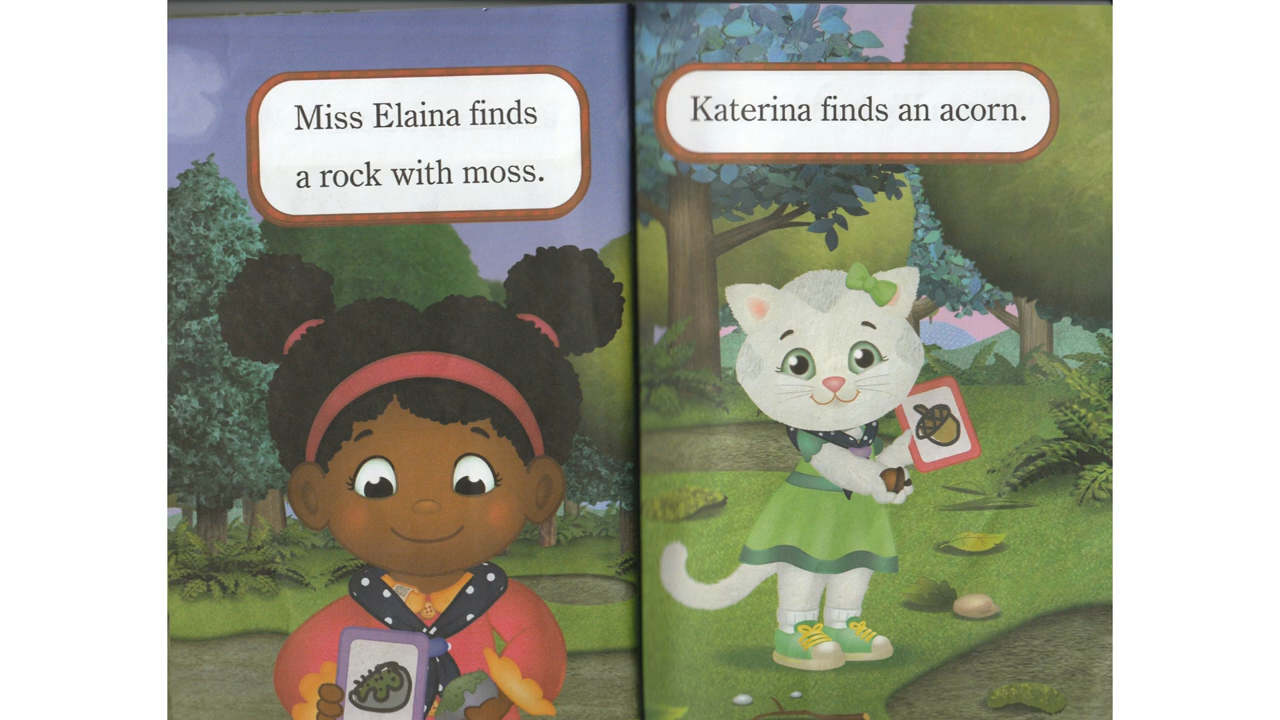 Miss Elaina finds
a rock with moss.
Katerina finds an acorn.